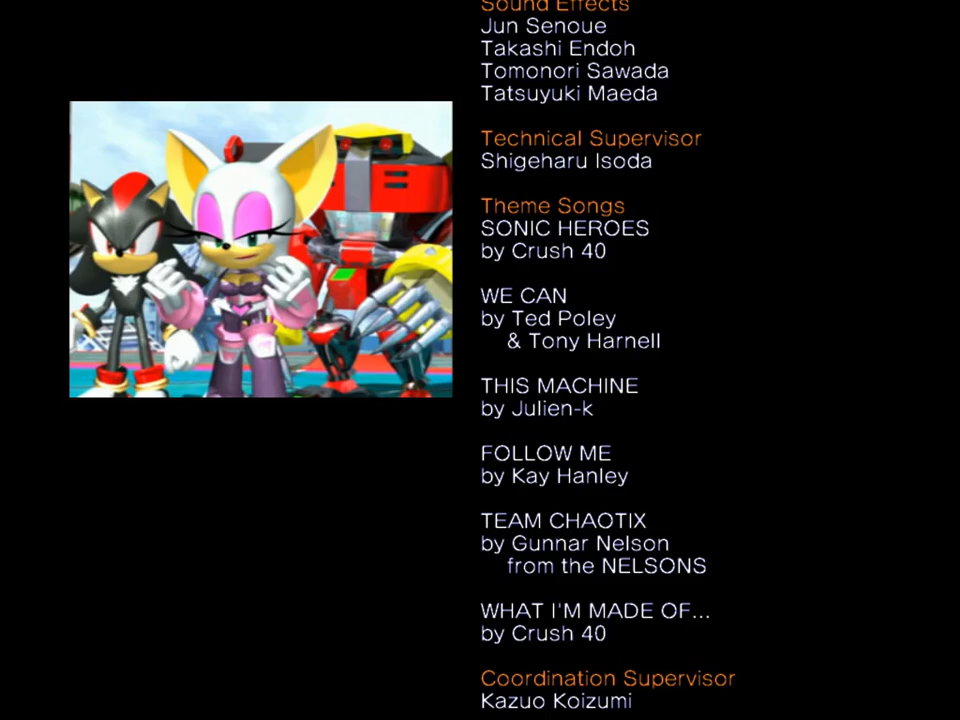 Sound Effects
Jun Senoue
Takashi Endoh
Tomonori Sawada
Tatsuyuki Maeda
Technical Supervisor
Shigeharu Isoda
Theme Songs
SONIC HEROES
by Crush 40
WE CAN
by Ted Poley
& Tony Harnell
THIS MACHINE
by Julien-k
FOLLOW ME
by Kay Hanley
TEAM CHAOTIX
by Gunnar Nelson
from the NELSONS
WHAT I'M MADE OF...
by Crush 40
Coordination Supervisor
Kazuo Koizumi